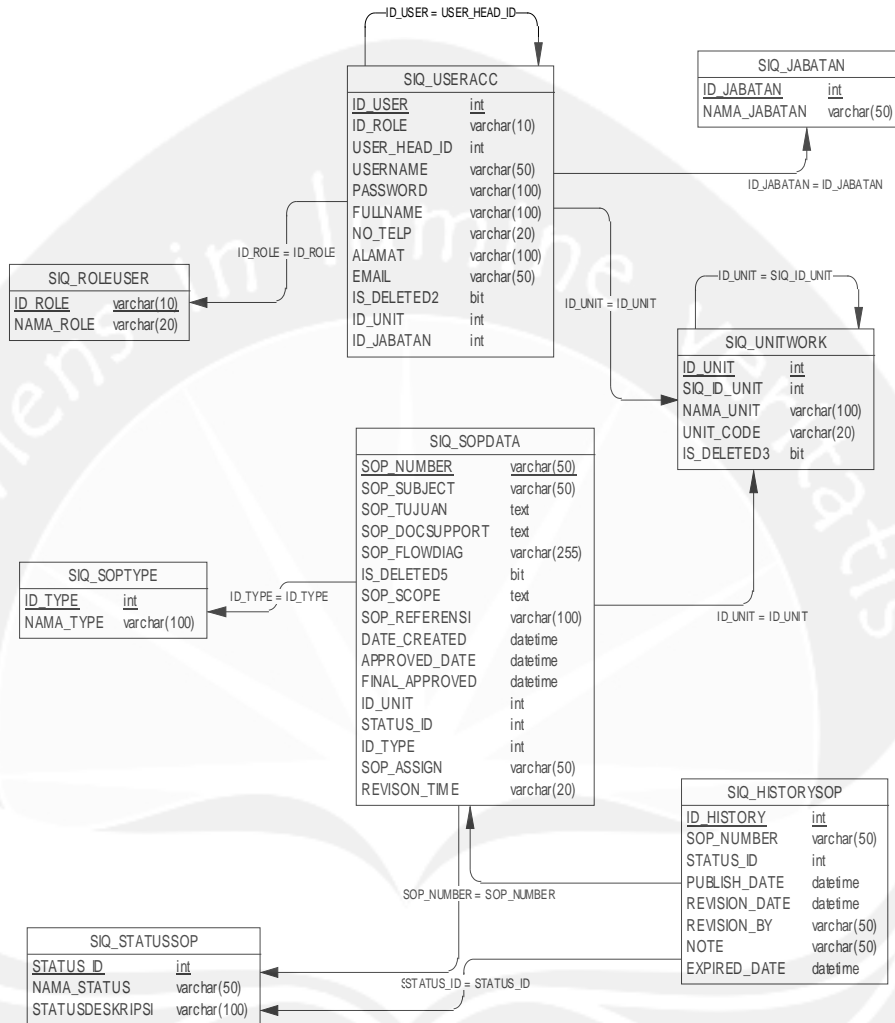 ID_USER = USER_HEAD_ID
SIQ_USERACC
ID_USER int
ID_ROLE varchar(10)
USER_HEAD_ID int
USERNAME varchar(50)
PASSWORD varchar(100)
FULLNAME varchar(100)
NO_TELP varchar(20)
ALAMAT varchar(100)
EMAIL varchar(50)
IS_DELETED2 bit
ID_UNIT int
ID_JABATAN int
SIQ_JABATAN
ID_JABATAN int
NAMA_JABATAN varchar(50)
ID_JABATAN = ID_JABATAN
ID_ROLE = ID_ROLE
SIQ_ROLEUSER
ID_ROLE varchar(10)
NAMA_ROLE varchar(20)
ID_UNIT = ID_UNIT
ID_UNIT = SIQ_ID_UNIT
SIQ_UNITWORK
ID_UNIT int
SIQ_ID_UNIT int
NAMA_UNIT varchar(100)
UNIT_CODE varchar(20)
IS_DELETED3 bit
SIQ_SOPDATA
SOP_NUMBER varchar(50)
SOP_SUBJECT varchar(50)
SOP_TUJUAN text
SOP_DOCSUPPORT text
SOP_FLOWDIAG varchar(255)
IS_DELETED5 bit
SOP_SCOPE text
SOP_REFERENSI varchar(100)
DATE_CREATED datetime
APPROVED_DATE datetime
FINAL_APPROVED datetime
ID_UNIT int
STATUS_ID int
ID_TYPE int
SOP_ASSIGN varchar(50)
REVISON_TIME varchar(20)
SIQ_SOPTYPE
ID_TYPE int
NAMA_TYPE varchar(100)
ID_TYPE = ID_TYPE
ID_UNIT = ID_UNIT
SIQ_HISTORYSOP
ID_HISTORY int
SOP_NUMBER varchar(50)
STATUS_ID int
PUBLISH_DATE datetime
REVISION_DATE datetime
REVISION_BY varchar(50)
NOTE varchar(50)
EXPIRED_DATE datetime
SOP_NUMBER = SOP_NUMBER
SIQ_STATUSSOP
STATUS_ID int
NAMA_STATUS varchar(50)
STATUSDESKRIPSI varchar(100)
STATUS_ID = STATUS_ID
in lumine veritatis